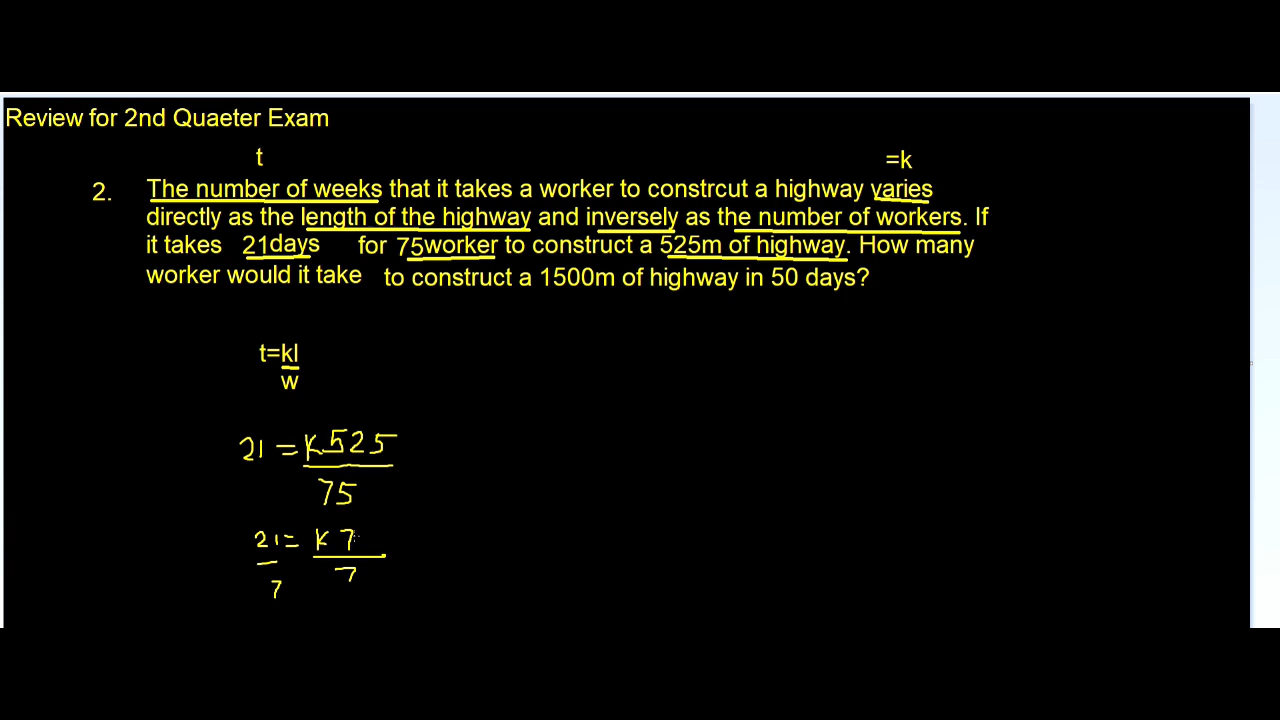 Review for 2nd Quaeter Exam
t =k
2. The number of weeks that it takes a worker to constrcut a highway varies
directly as the length of the highway and inversely as the number of workers. If
it takes 21days for 75worker to construct a 525m of highway. How many
worker would it take to construct a 1500m of highway in 50 days?
t=kl
w
21 = K525
75
21= K 7
7 7